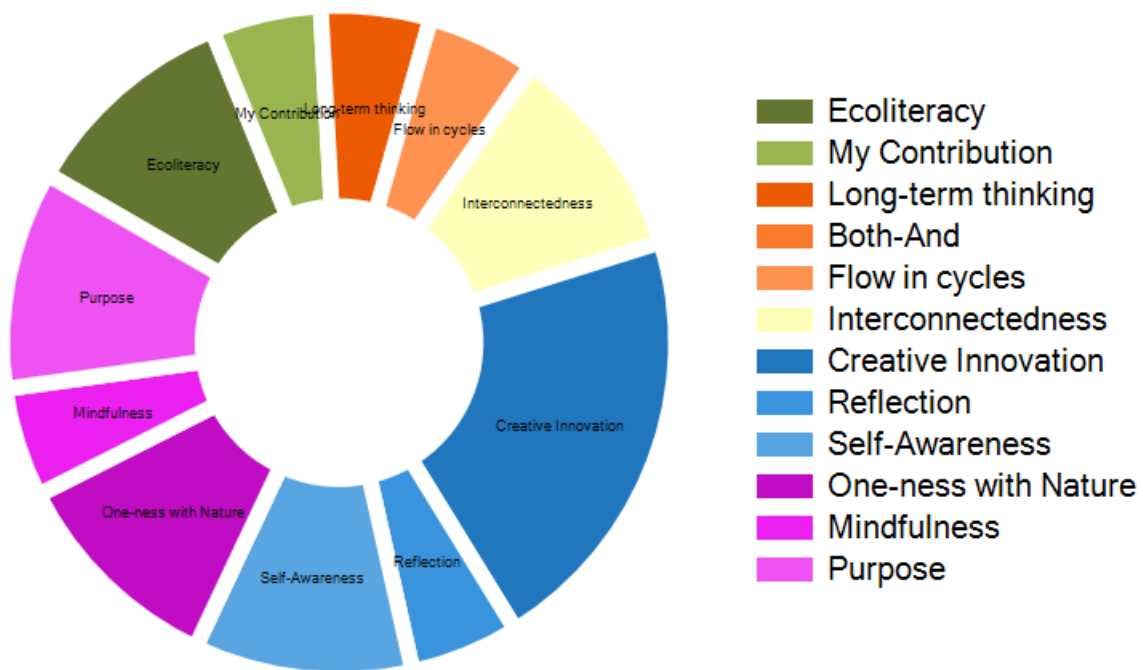 My Contribution
Long-term thinking
Flow in cycles
Ecoliteracy
Interconnectedness
Purpose
Mindfulness
Creative Innovation
One-ness with Nature
Reflection
Self-Awareness
Ecoliteracy
My Contribution
Long-term thinking
Both-And
Flow in cycles
Interconnectedness
Creative Innovation
Reflection
Self-Awareness
One-ness with Nature
Mindfulness
Purpose